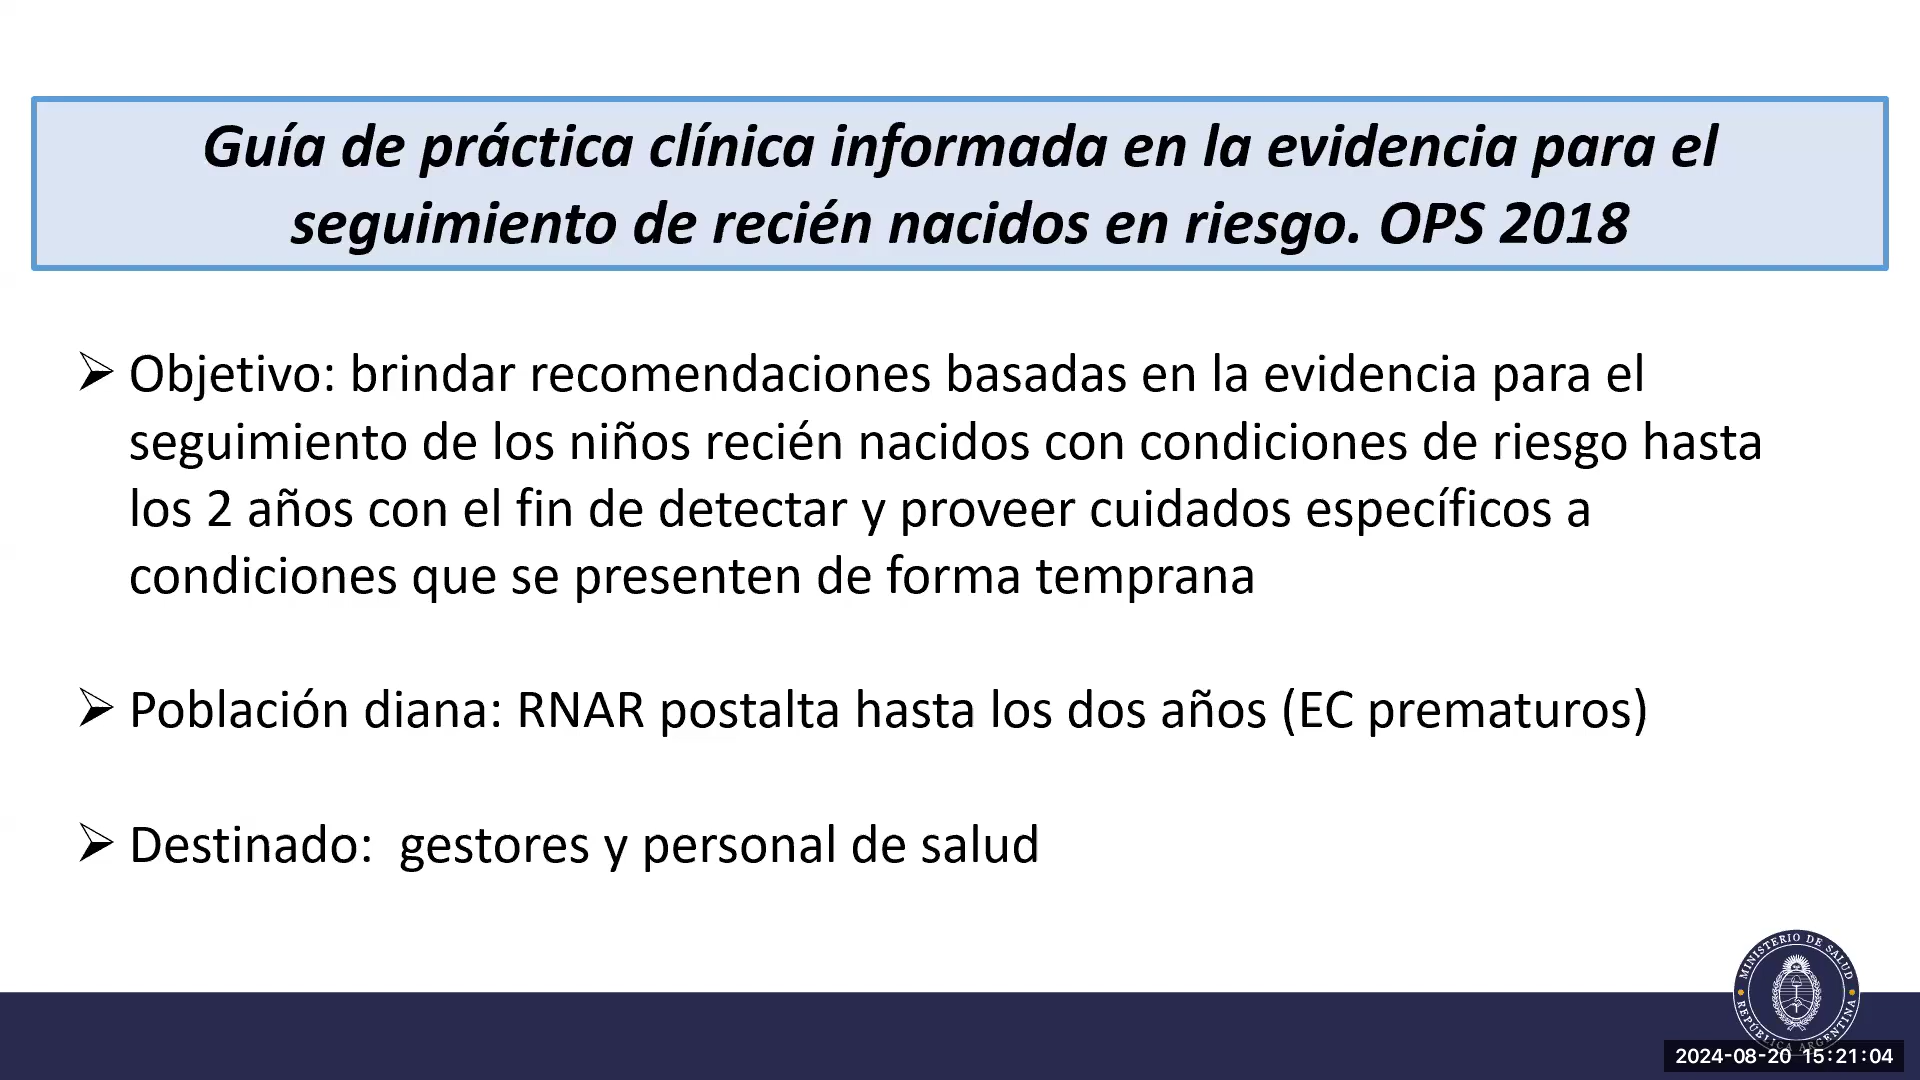 Guía de práctica clínica informada en la evidencia para el
seguimiento de recién nacidos en riesgo. OPS 2018
➢ Objetivo: brindar recomendaciones basadas en la evidencia para el
seguimiento de los niños recién nacidos con condiciones de riesgo hasta
los 2 años con el fin de detectar y proveer cuidados específicos a
condiciones que se presenten de forma temprana
➢ Población diana: RNAR postalta hasta los dos años (EC prematuros)
➢ Destinado:  gestores y personal de salud
MINISTERIO DE SALUD
REPÚBLICA ARGENTINA
2024-08-20 15:21:04